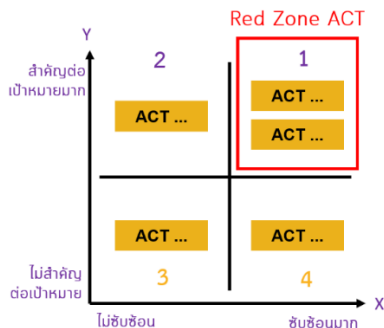 Red Zone ACT
Y
สำคัญต่อ
เป้าหมายมาก
2
1
ACT ...
ACT ...
ACT ...
ACT ...
ACT ...
ไม่สำคัญ
ต่อเป้าหมาย
3
4
X
ไม่ซับซ้อน
ซับซ้อนมาก